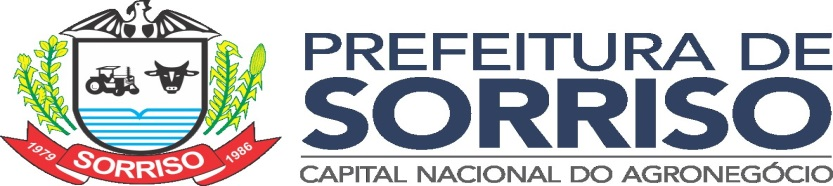 1979 SORRISO 1986
PREFEITURA DE
SORRISO
CAPITAL NACIONAL DO AGRONEGÓCIO